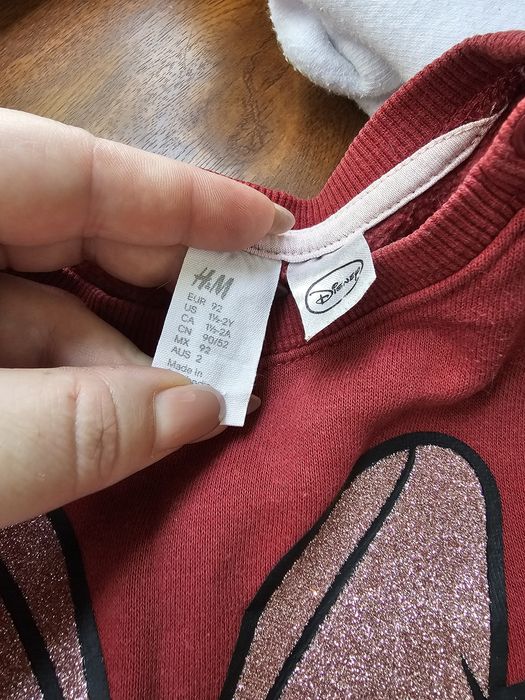 H&M
EUR 92
US 1½-2Y
CA 1½-2A
CN 90/52
MX 92
AUS 2
Made in
Disney